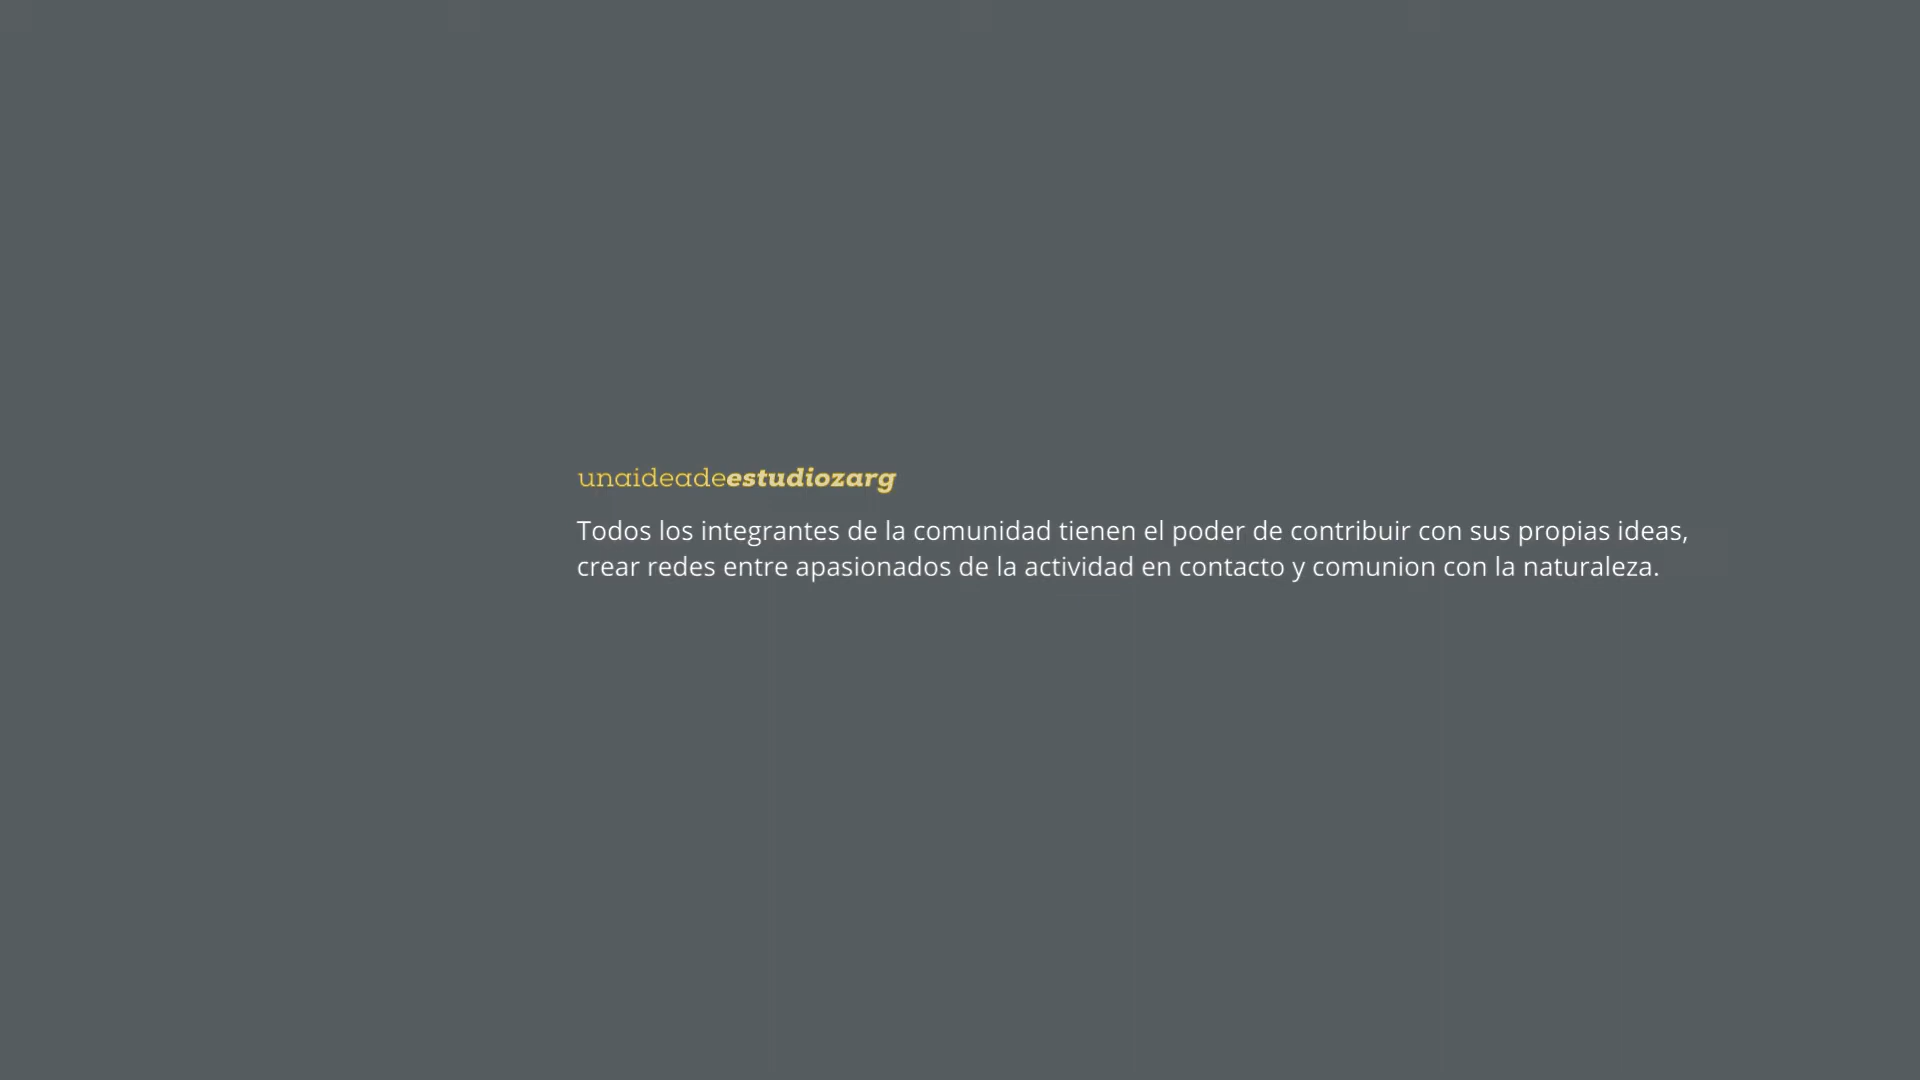 unaideadeestudiozarg
Todos los integrantes de la comunidad tienen el poder de contribuir con sus propias ideas,
crear redes entre apasionados de la actividad en contacto y comunion con la naturaleza.